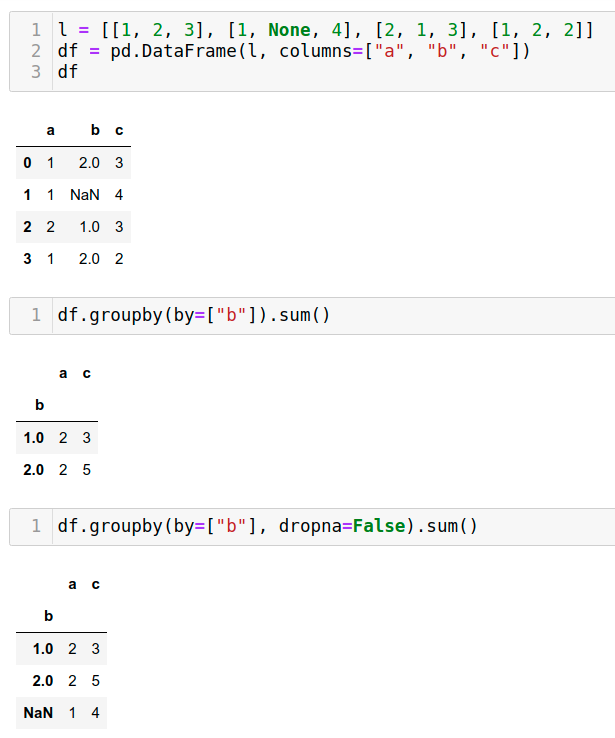 1 l = [[1, 2, 3], [1, None, 4], [2, 1, 3], [1, 2, 2]]
2 df = pd.DataFrame(l, columns=["a", "b", "c"])
3 df
a b c
0 1 2.0 3
1 1 NaN 4
2 2 1.0 3
3 1 2.0 2
1 df.groupby(by=["b"]).sum()
a c
b
1.0 2 3
2.0 2 5
1 df.groupby(by=["b"], dropna=False).sum()
a c
b
1.0 2 3
2.0 2 5
NaN 1 4